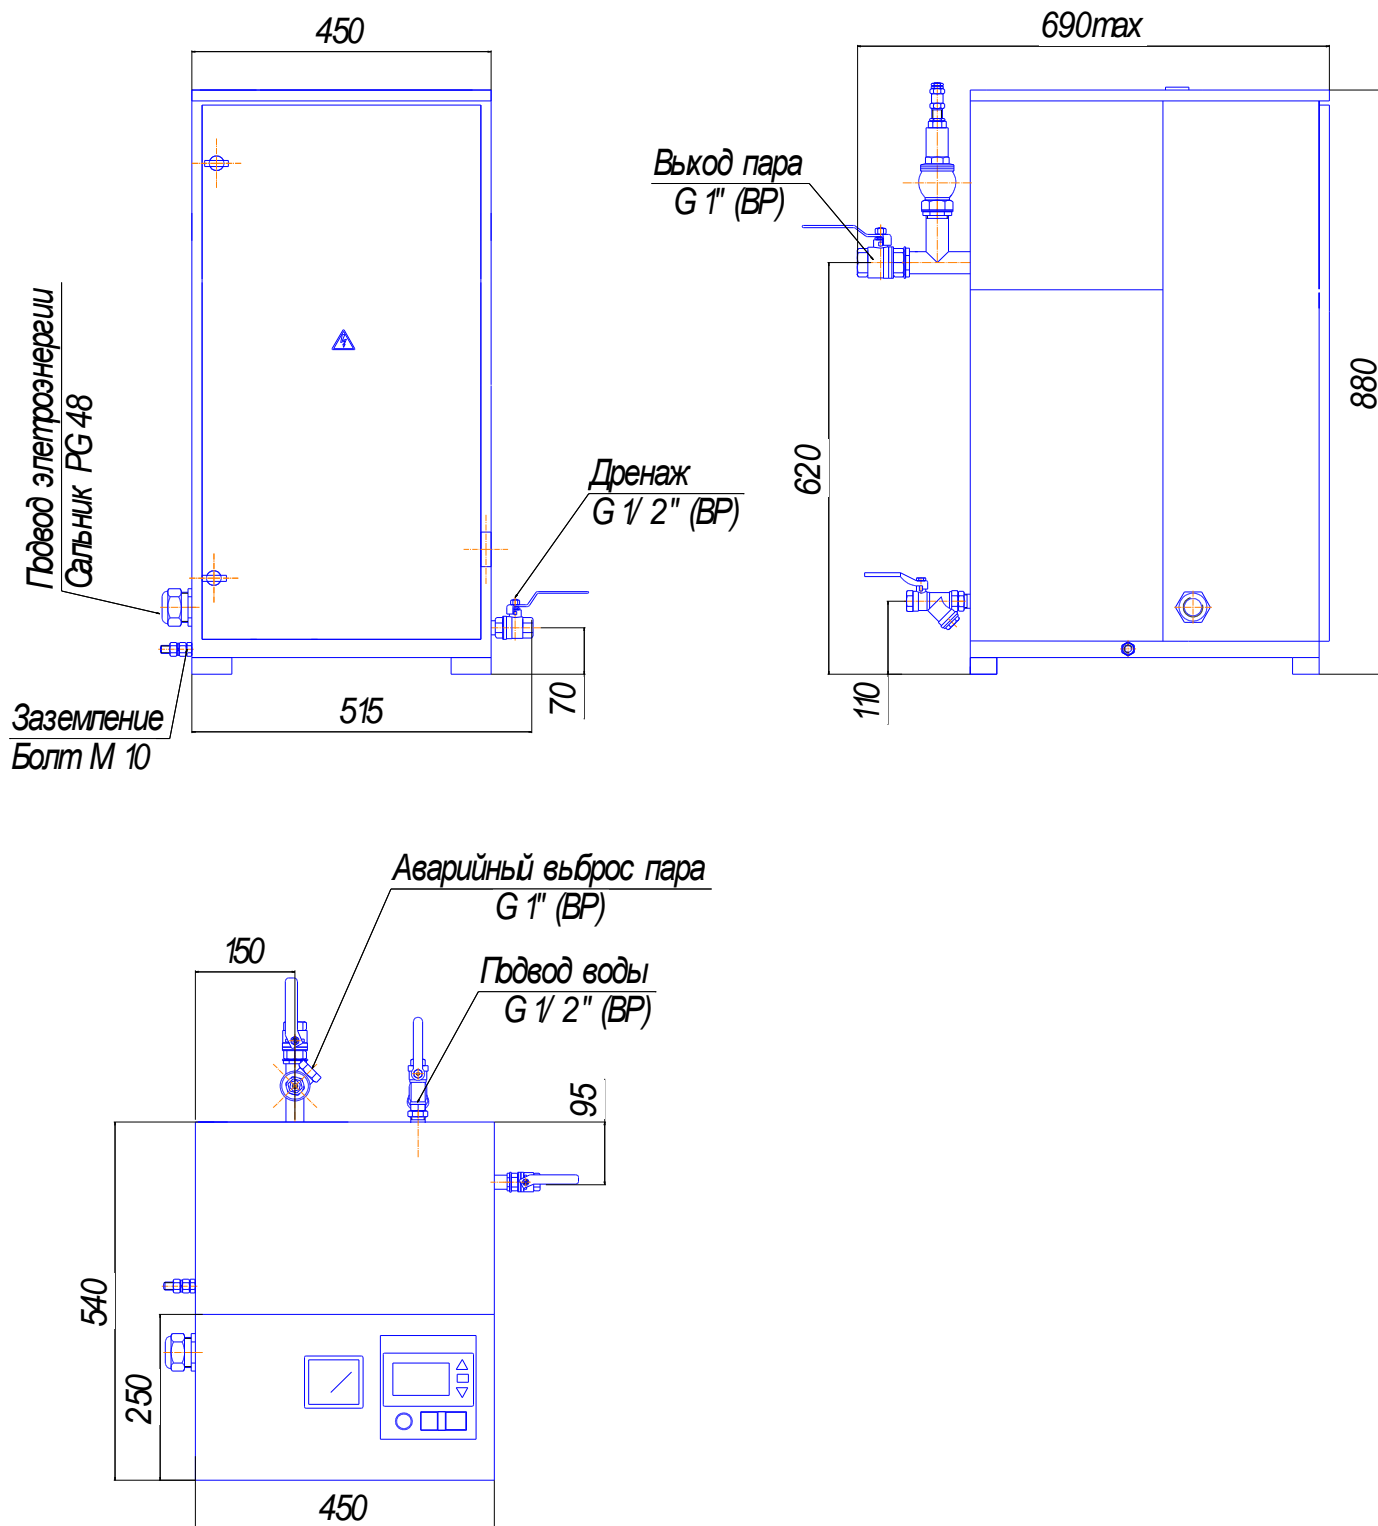 450
690max
Выход пара
G 1" (ВР)
Подвод элетроэнергии
Сальник PG 48
880
620
Дренаж
G 1/2" (ВР)
70
110
515
Заземление
Болт М 10
Аварийный выброс пара
G 1" (ВР)
150
Подвод воды
G 1/2" (ВР)
95
540
250
450